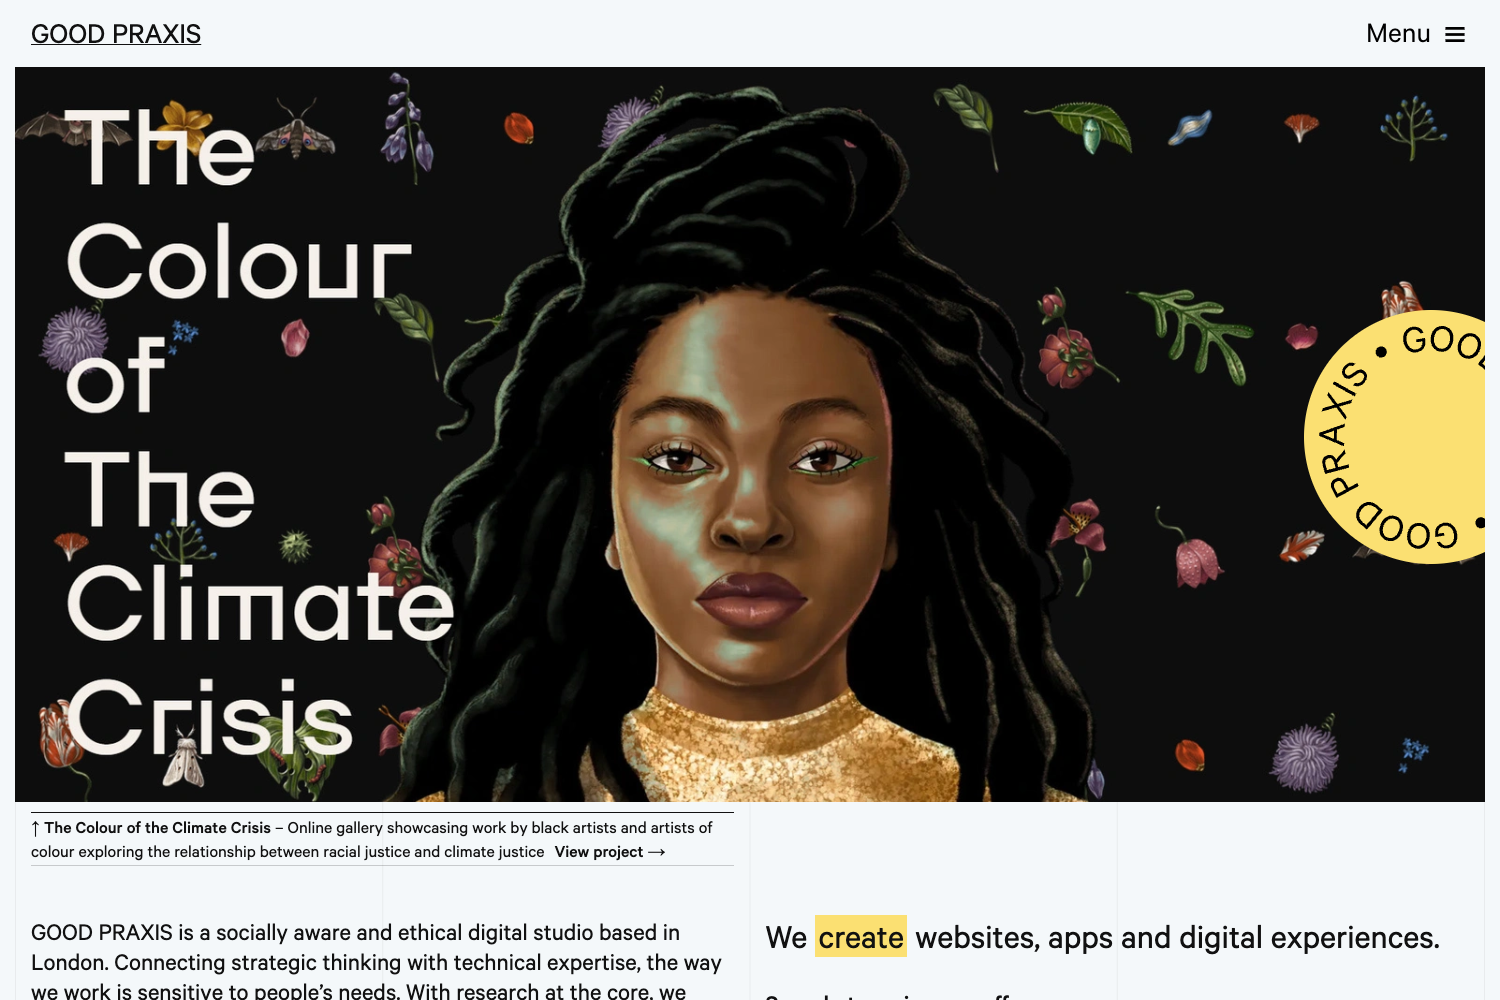 GOOD PRAXIS
Menu
The
Colour
of
The
Climate
Crisis
GOOD PRAXIS • GOOD
↑ The Colour of the Climate Crisis – Online gallery showcasing work by black artists and artists of
colour exploring the relationship between racial justice and climate justice View project →
GOOD PRAXIS is a socially aware and ethical digital studio based in
London. Connecting strategic thinking with technical expertise, the way
we work is sensitive to people's needs. With research at the core, we
We create websites, apps and digital experiences.